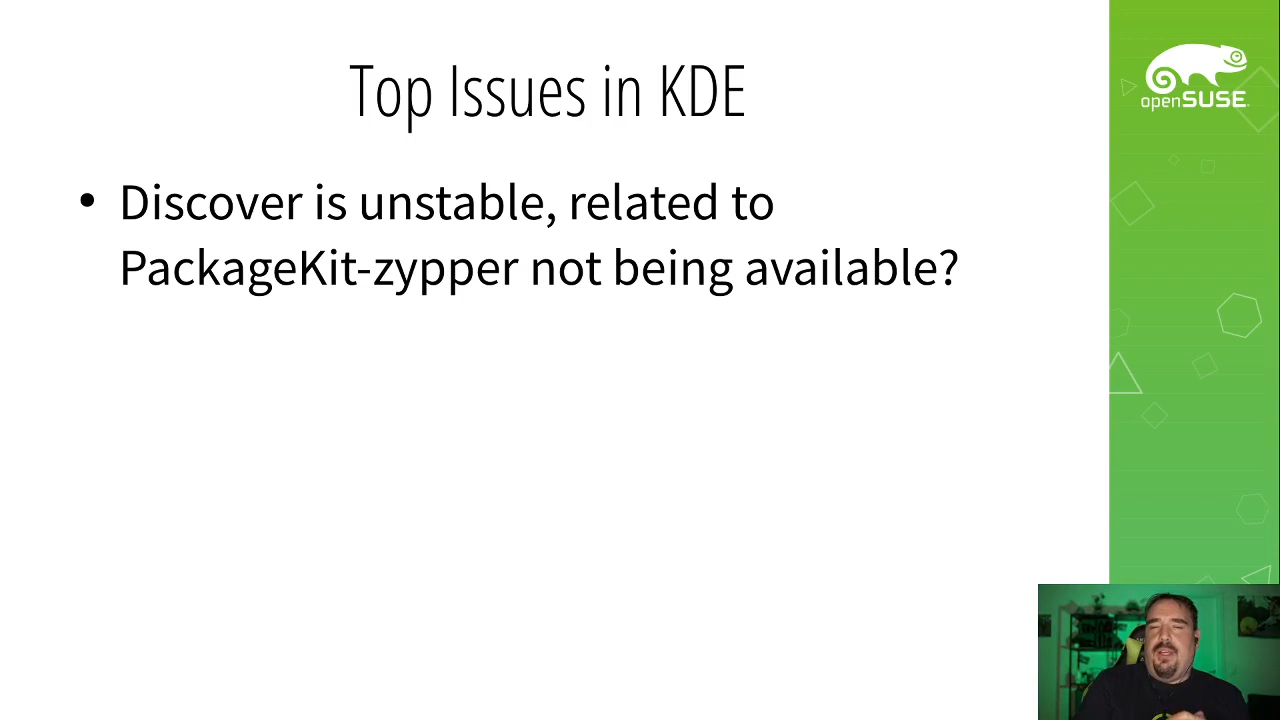 Top Issues in KDE
openSUSE
• Discover is unstable, related to
PackageKit-zypper not being available?